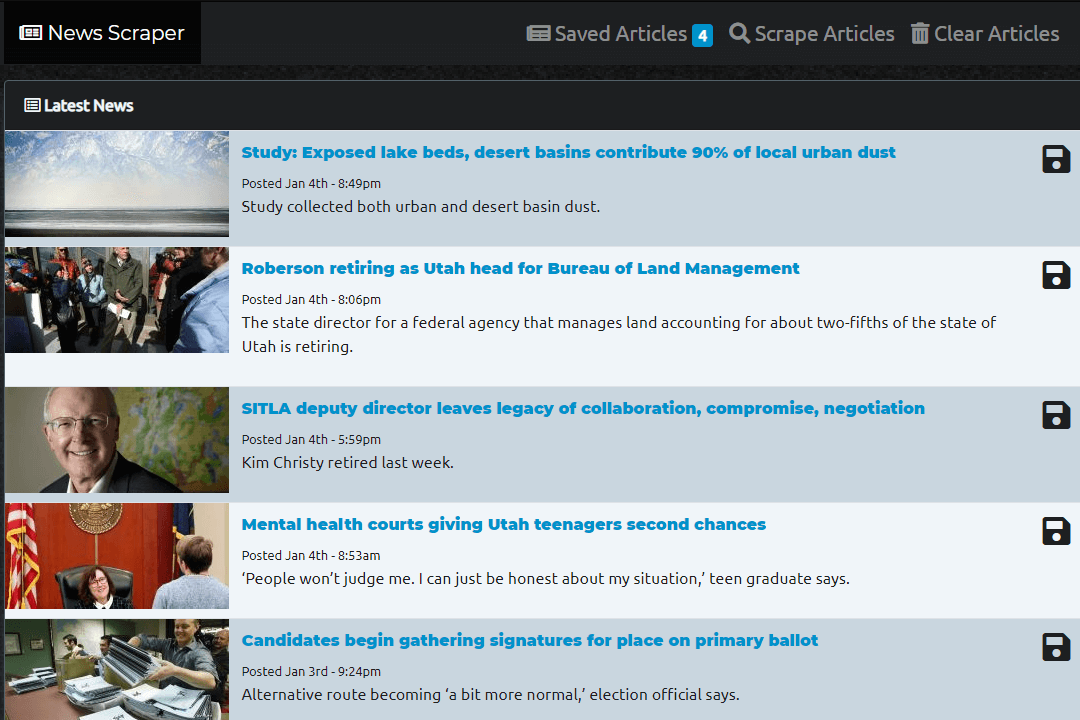 News Scraper
Saved Articles 4
Scrape Articles
Clear Articles
Latest News
Study: Exposed lake beds, desert basins contribute 90% of local urban dust
Posted Jan 4th - 8:49pm
Study collected both urban and desert basin dust.
Roberson retiring as Utah head for Bureau of Land Management
Posted Jan 4th - 8:06pm
The state director for a federal agency that manages land accounting for about two-fifths of the state of
Utah is retiring.
SITLA deputy director leaves legacy of collaboration, compromise, negotiation
Posted Jan 4th - 5:59pm
Kim Christy retired last week.
Mental health courts giving Utah teenagers second chances
Posted Jan 4th - 8:53am
‘People won’t judge me. I can just be honest about my situation,’ teen graduate says.
Candidates begin gathering signatures for place on primary ballot
Posted Jan 3rd - 9:24pm
Alternative route becoming ‘a bit more normal,’ election official says.